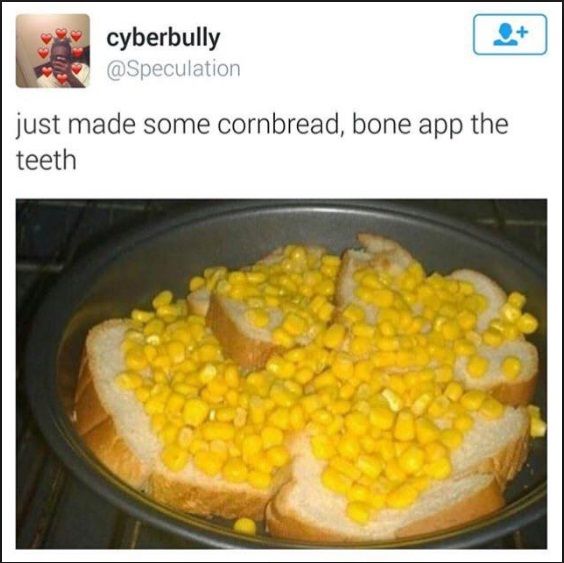 cyberbully
@Speculation
just made some cornbread, bone app the
teeth